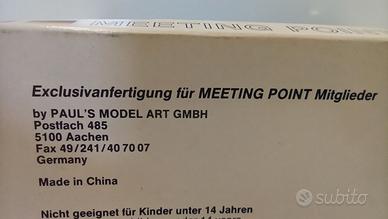 MEETING POIN
Exclusivanfertigung für MEETING POINT Mitglieder
by PAUL'S MODEL ART GMBH
Postfach 485
5100 Aachen
Fax 49/241/40 70 07
Germany
Made in China
Nicht geeignet für Kinder unter 14 Jahren
subito